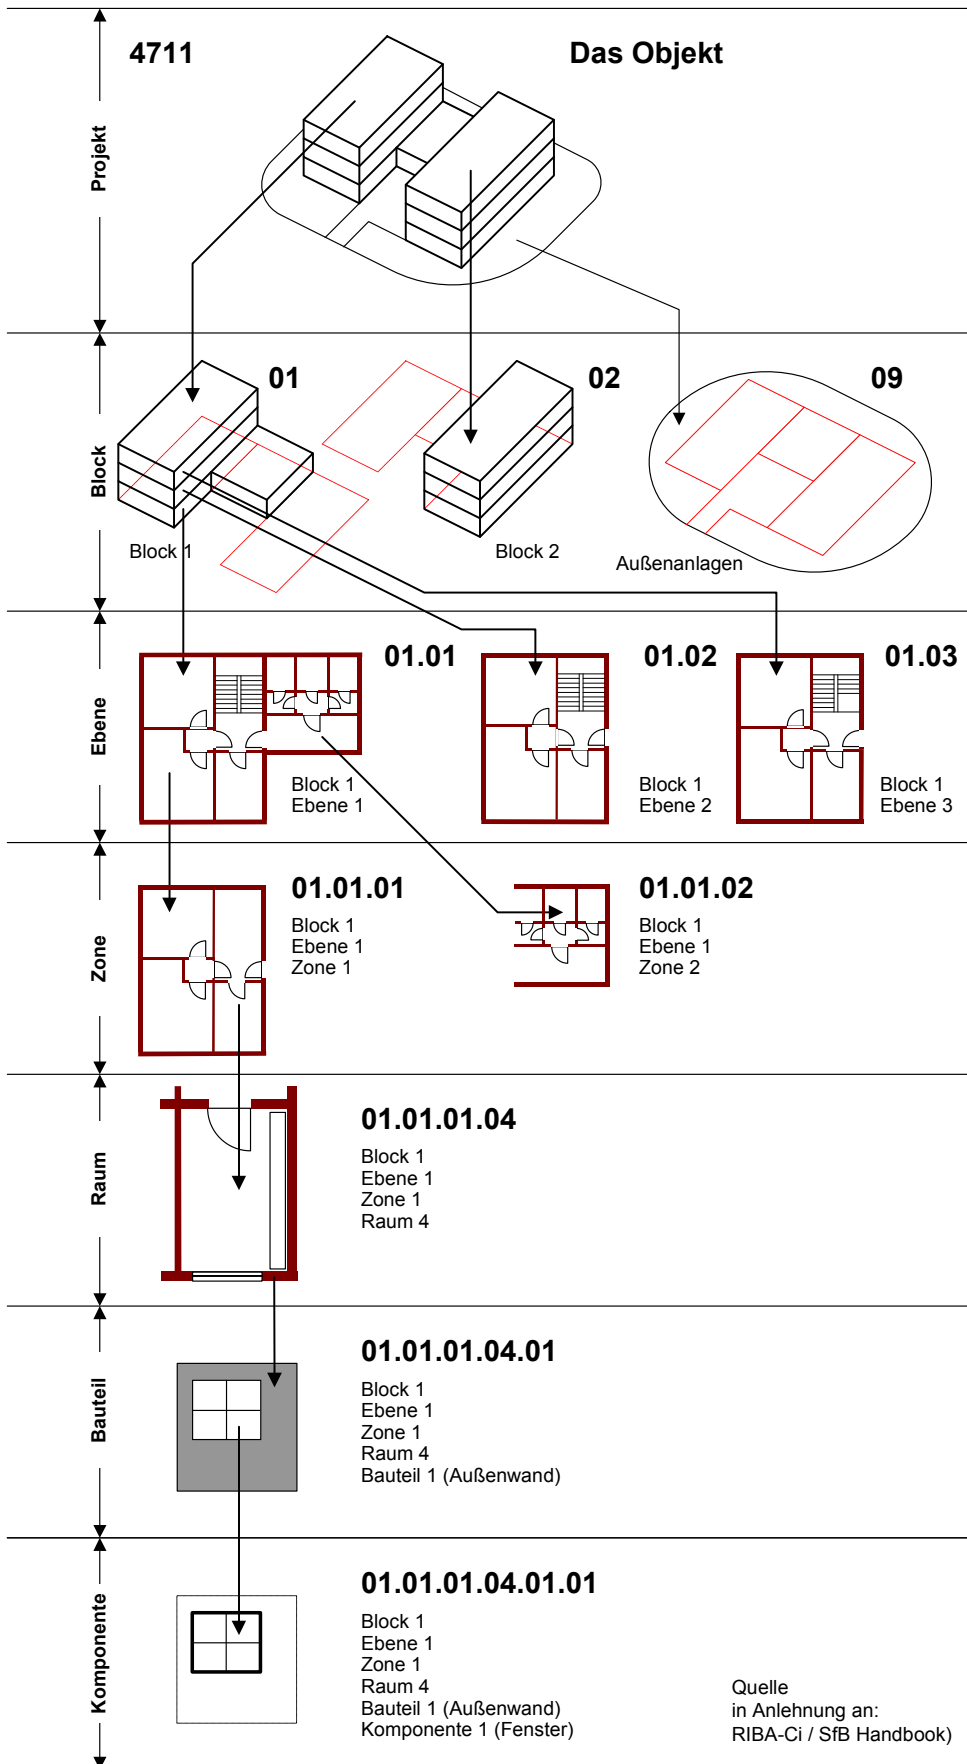 4711
Das Objekt
Projekt
01
02
09
Block
Block 1
Block 2
Außenanlagen
01.01
01.02
01.03
Ebene
Block 1
Ebene 1
Block 1
Ebene 2
Block 1
Ebene 3
01.01.01
01.01.02
Zone
Block 1
Ebene 1
Zone 1
Block 1
Ebene 1
Zone 2
01.01.01.04
Raum
Block 1
Ebene 1
Zone 1
Raum 4
01.01.01.04.01
Bauteil
Block 1
Ebene 1
Zone 1
Raum 4
Bauteil 1 (Außenwand)
01.01.01.04.01.01
Komponente
Block 1
Ebene 1
Zone 1
Raum 4
Bauteil 1 (Außenwand)
Komponente 1 (Fenster)
Quelle
in Anlehnung an:
RIBA-Ci / SfB Handbook)